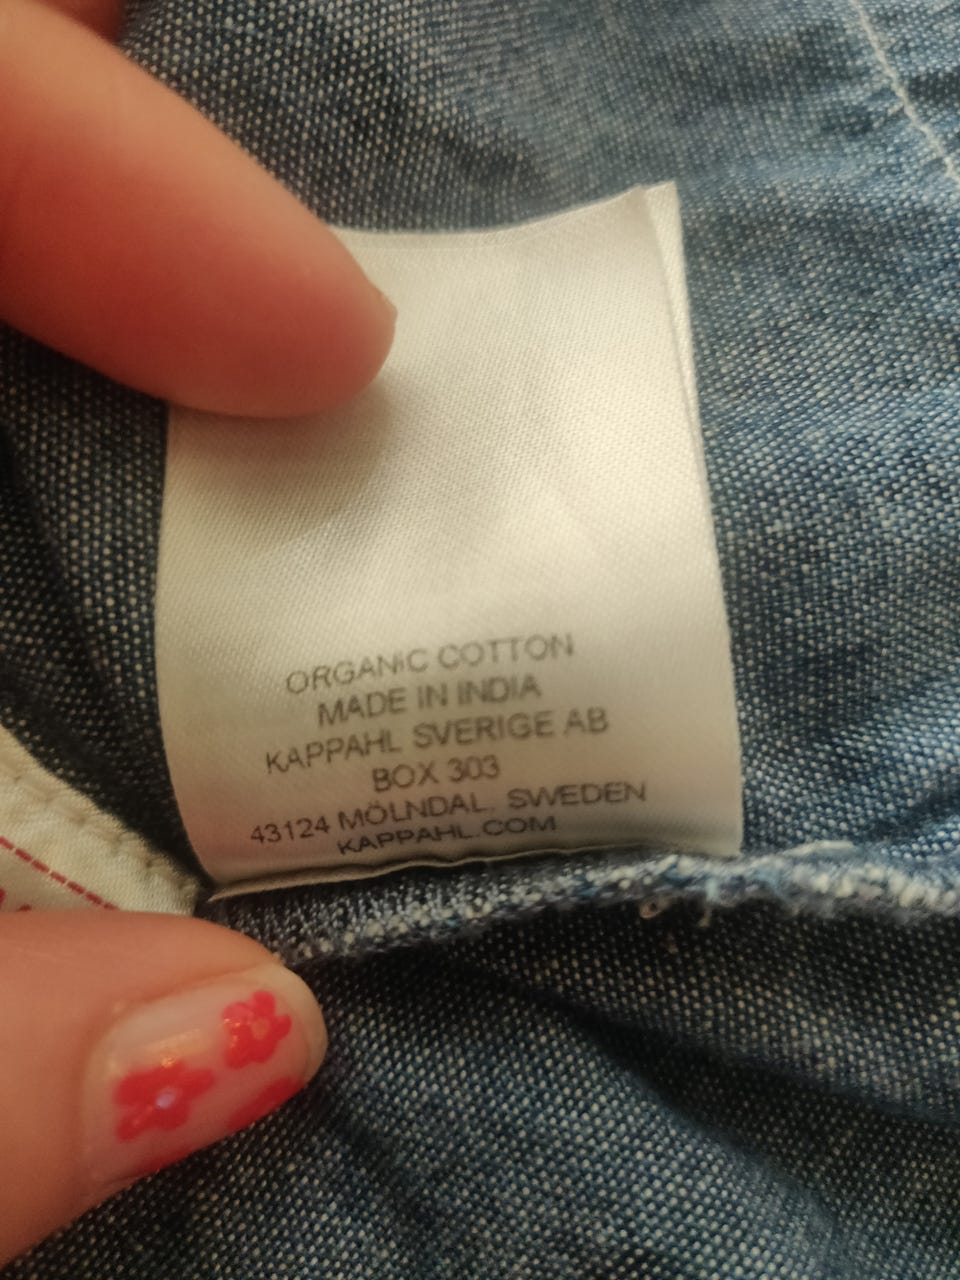 ORGANIC COTTON
MADE IN INDIA
KAPPAHL SVERIGE AB
BOX 303
43124 MÖLNDAL, SWEDEN
KAPPAHL.COM